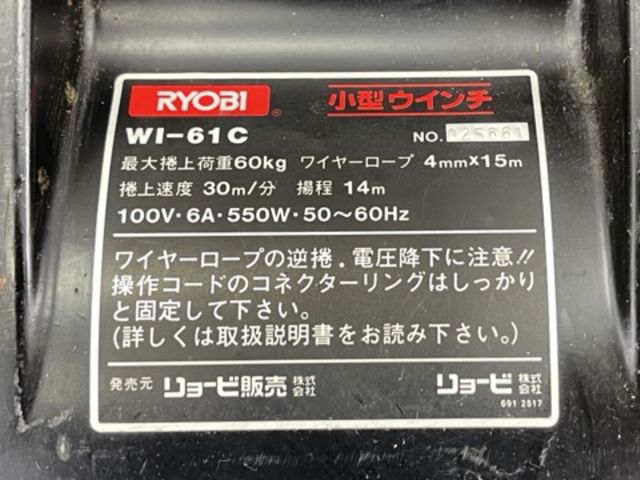 RYOBI® 小型ウインチ
WI-61C NO. 025661
最大捲上荷重60kg ワイヤーロープ 4mm×15m
捲上速度 30m/分 揚程 14m
100V・6A・550W・50～60Hz
ワイヤーロープの逆捲．電圧降下に注意!!
操作コードのコネクターリングはしっかり
と固定して下さい。
(詳しくは取扱説明書をお読み下さい。)
発売元 リョービ販売株式会社 リョービ株式会社
691 2517